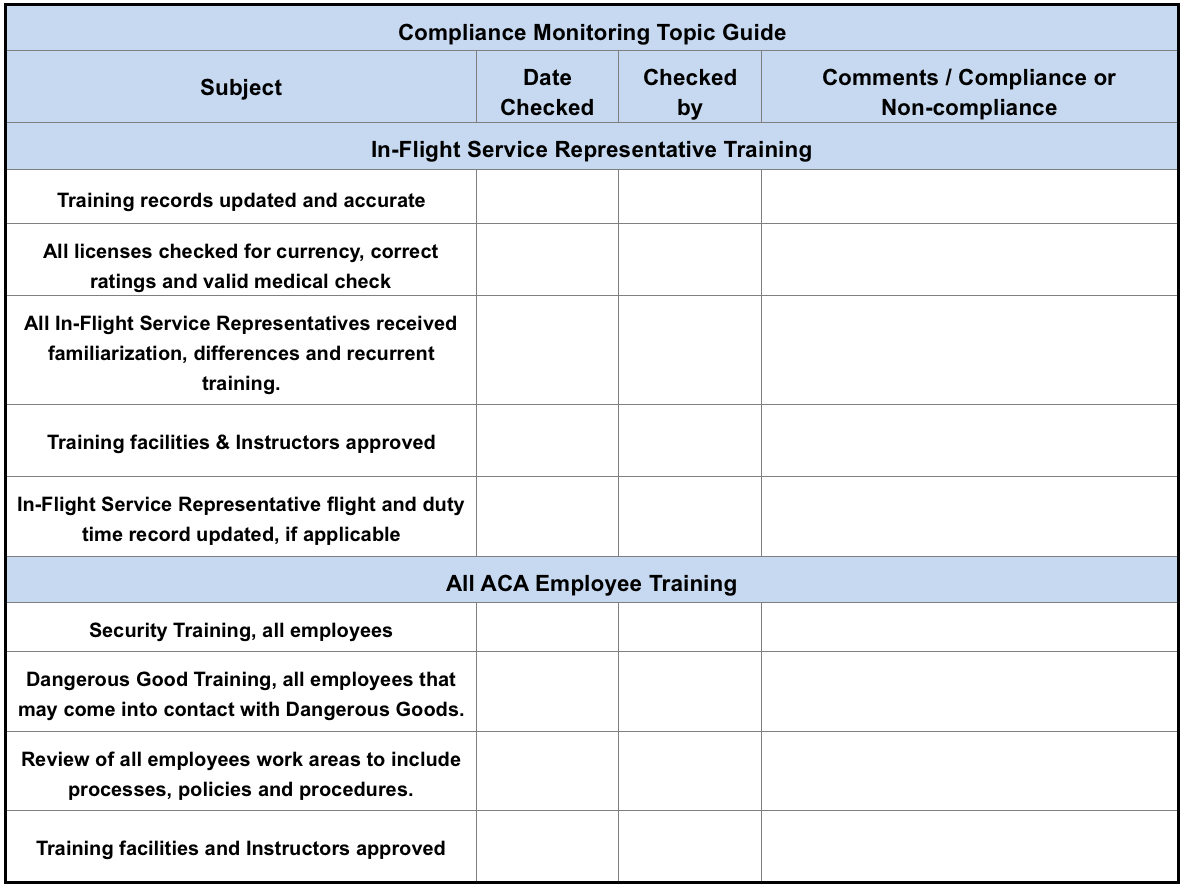 Compliance Monitoring Topic Guide
Subject
Date
Checked
Checked
by
Comments / Compliance or
Non-compliance
In-Flight Service Representative Training
Training records updated and accurate
All licenses checked for currency, correct
ratings and valid medical check
All In-Flight Service Representatives received
familiarization, differences and recurrent
training.
Training facilities & Instructors approved
In-Flight Service Representative flight and duty
time record updated, if applicable
All ACA Employee Training
Security Training, all employees
Dangerous Good Training, all employees that
may come into contact with Dangerous Goods.
Review of all employees work areas to include
processes, policies and procedures.
Training facilities and Instructors approved